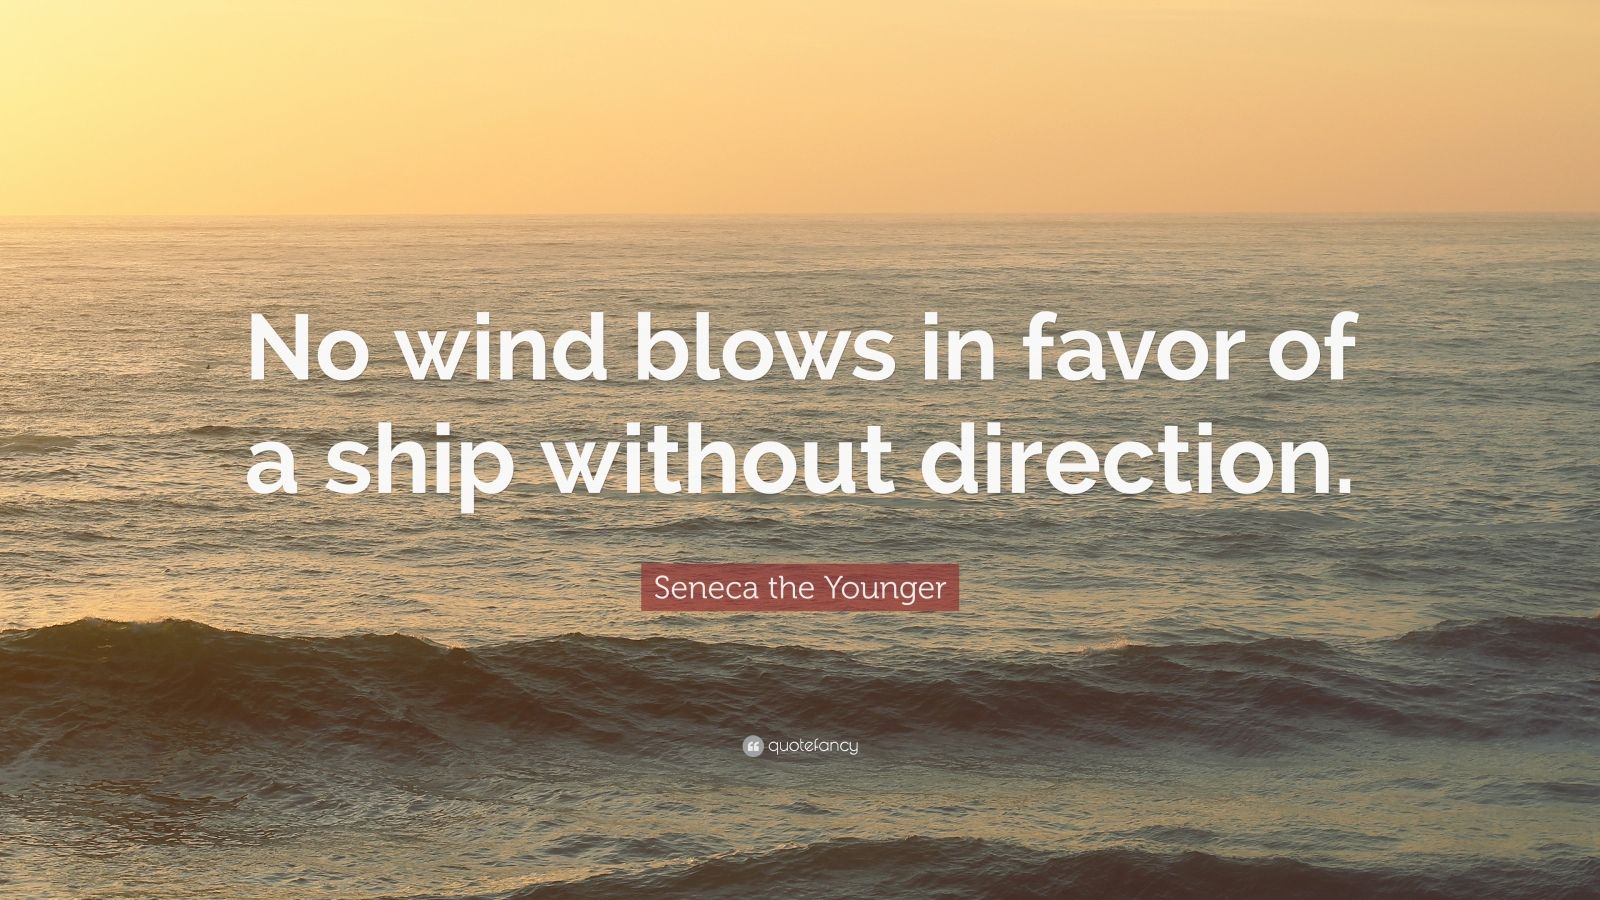 No wind blows in favor of
a ship without direction.
Seneca the Younger
quotefancy